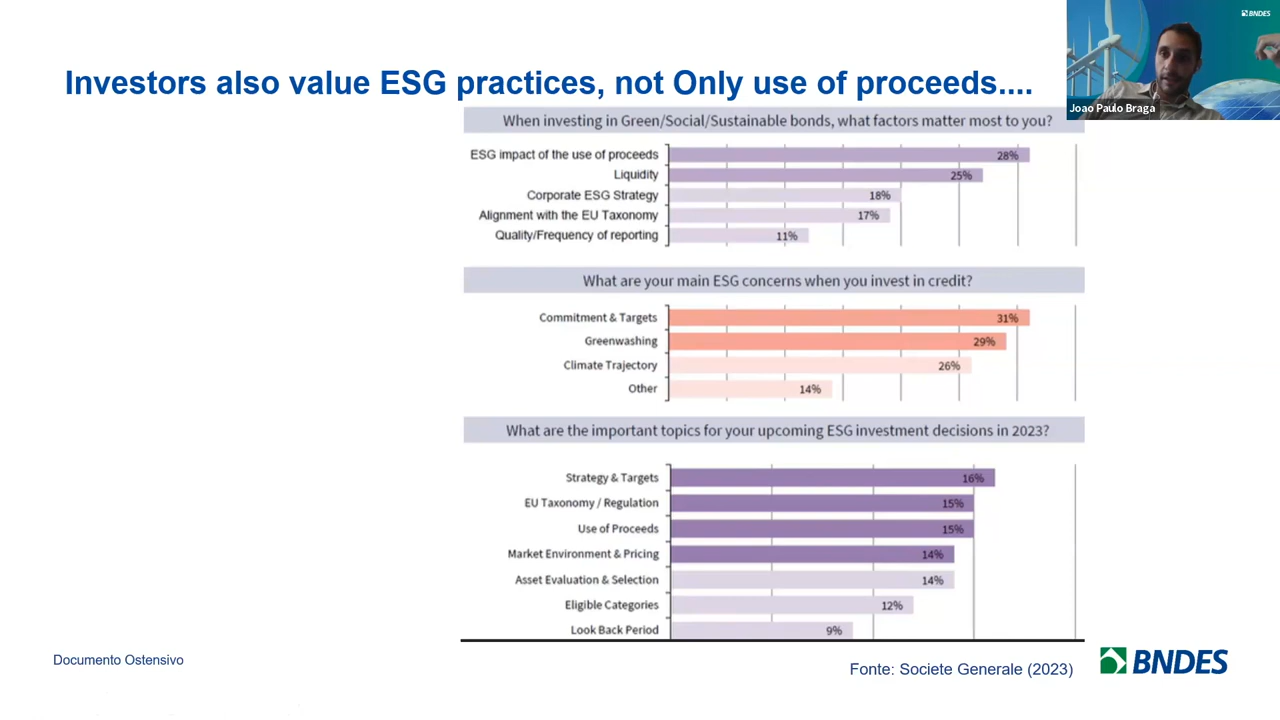 BNDES
Joao Paulo Braga
Investors also value ESG practices, not Only use of proceeds....
When investing in Green/Social/Sustainable bonds, what factors matter most to you?
ESG impact of the use of proceeds 28%
Liquidity 25%
Corporate ESG Strategy 18%
Alignment with the EU Taxonomy 17%
Quality/Frequency of reporting 11%
What are your main ESG concerns when you invest in credit?
Commitment & Targets 31%
Greenwashing 29%
Climate Trajectory 26%
Other 14%
What are the important topics for your upcoming ESG investment decisions in 2023?
Strategy & Targets 16%
EU Taxonomy / Regulation 15%
Use of Proceeds 15%
Market Environment & Pricing 14%
Asset Evaluation & Selection 14%
Eligible Categories 12%
Look Back Period 9%
Documento Ostensivo
Fonte: Societe Generale (2023)
BNDES